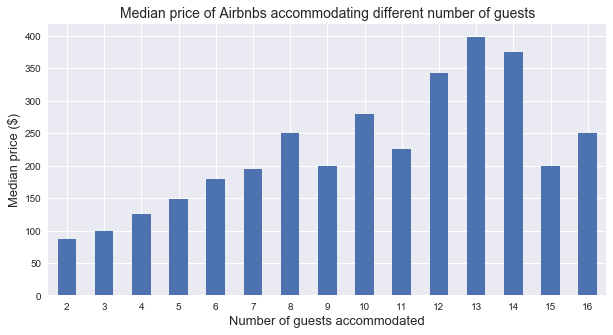 Median price of Airbnbs accommodating different number of guests
Median price ($)
400
350
300
250
200
150
100
50
0
2 3 4 5 6 7 8 9 10 11 12 13 14 15 16
Number of guests accommodated